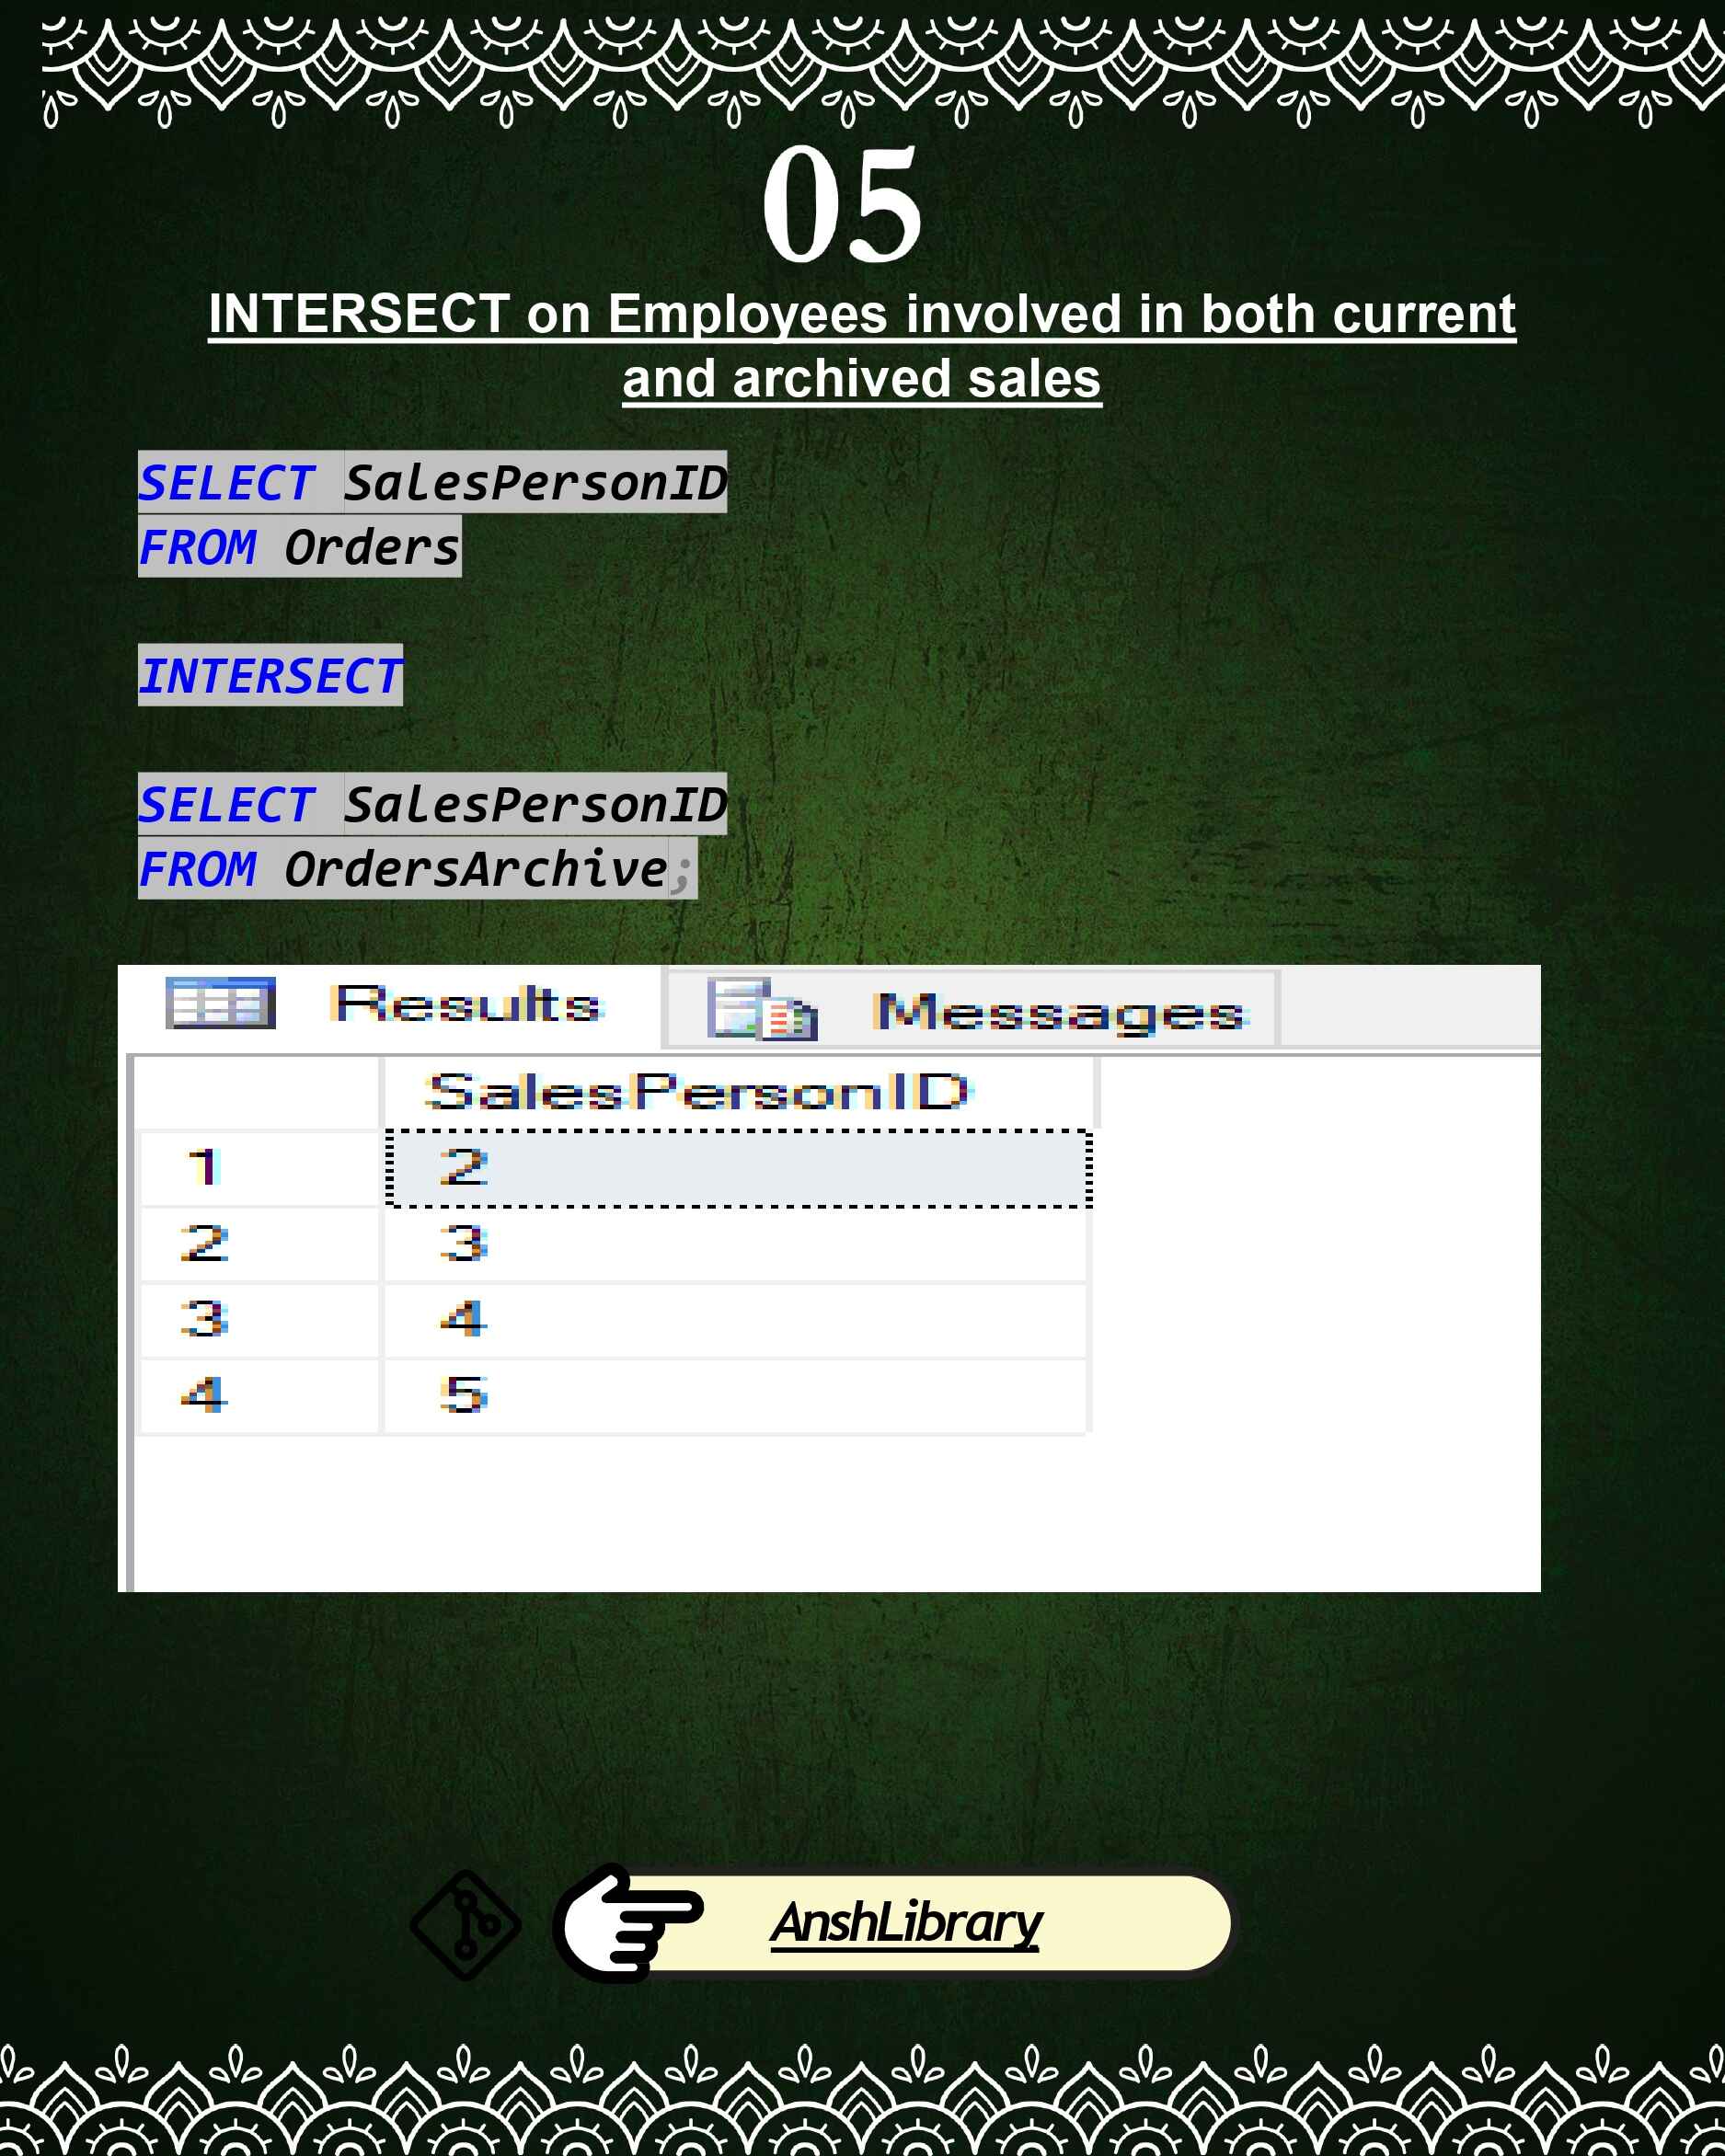 05
INTERSECT on Employees involved in both current
and archived sales
SELECT SalesPersonID
FROM Orders
INTERSECT
SELECT SalesPersonID
FROM OrdersArchive;
Results Messages
SalesPersonID
1 2
2 3
3 4
4 5
AnshLibrary